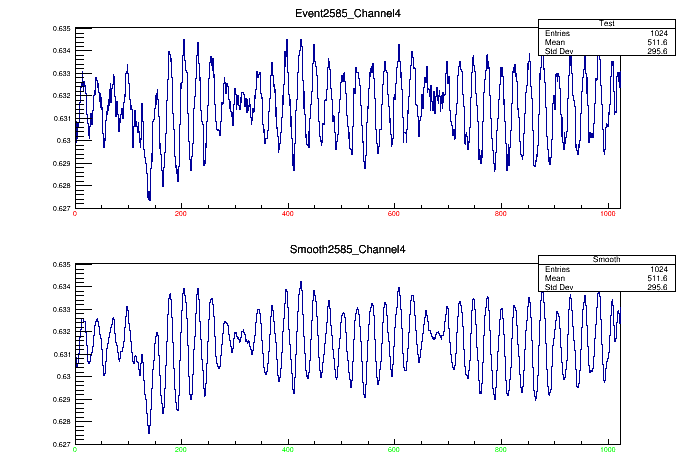 Event2585_Channel4
Test
Entries 1024
Mean 511.6
Std Dev 295.6
0.635
0.634
0.633
0.632
0.631
0.63
0.629
0.628
0.627
0 200 400 600 800 1000
Smooth2585_Channel4
Smooth
Entries 1024
Mean 511.6
Std Dev 295.6
0.635
0.634
0.633
0.632
0.631
0.63
0.629
0.628
0.627
0 200 400 600 800 1000